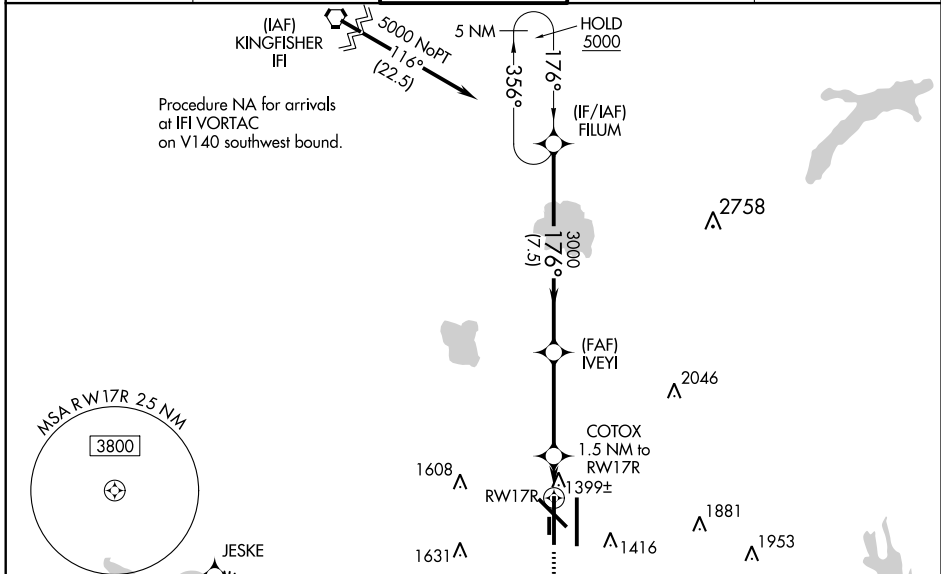 (IAF)
KINGFISHER
IFI
5000 NoPT
116°
(22.5)
5 NM
HOLD
5000
356°
176°
Procedure NA for arrivals
at IFI VORTAC
on V140 southwest bound.
(IF/IAF)
FILUM
2758
3000
176°
(7.5)
(FAF)
IVEYI
2046
MSA RW17R 25 NM
3800
COTOX
1.5 NM to
RW17R
1608
1399±
RW17R
1881
1416
1953
1631
JESKE